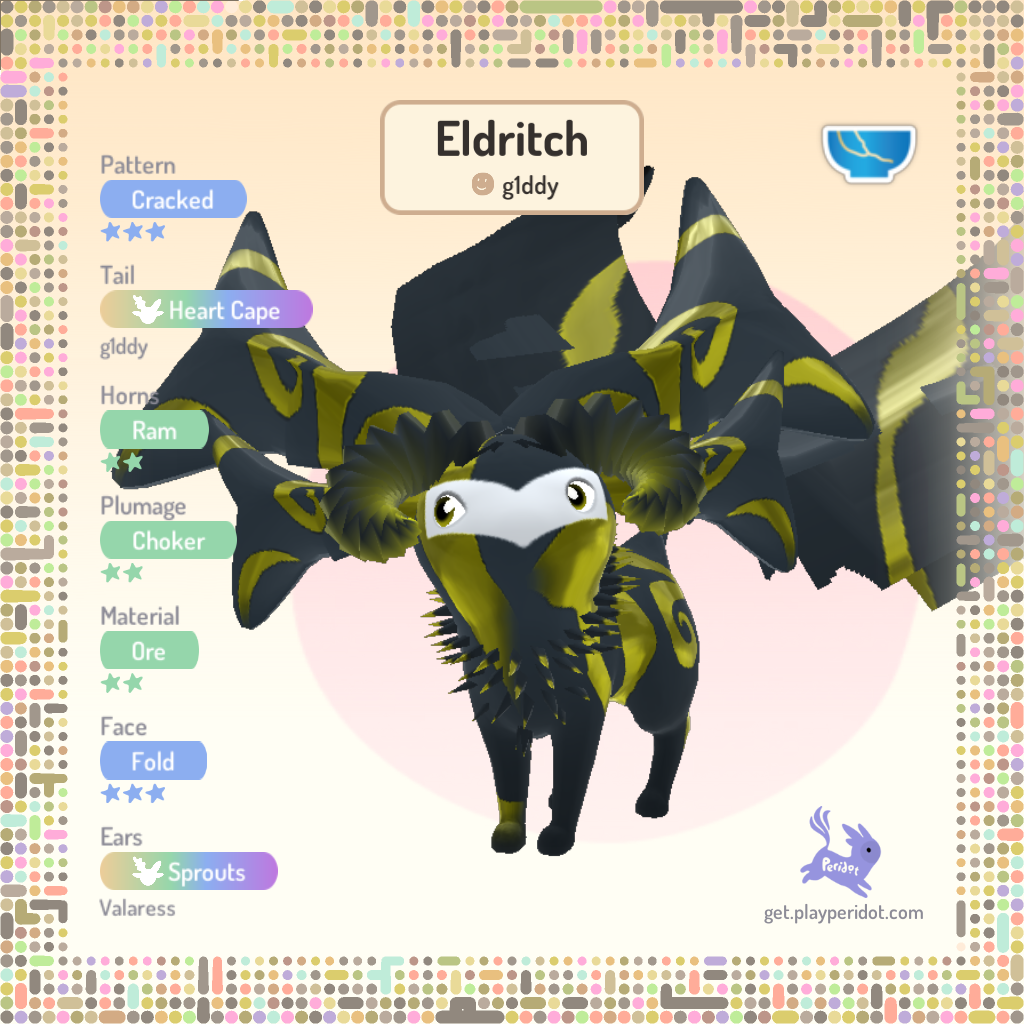 Eldritch
g1ddy
Pattern
Cracked
Tail
Heart Cape
g1ddy
Horns
Ram
Plumage
Choker
Material
Ore
Face
Fold
Ears
Sprouts
Valaress
Peridot
get.playperidot.com